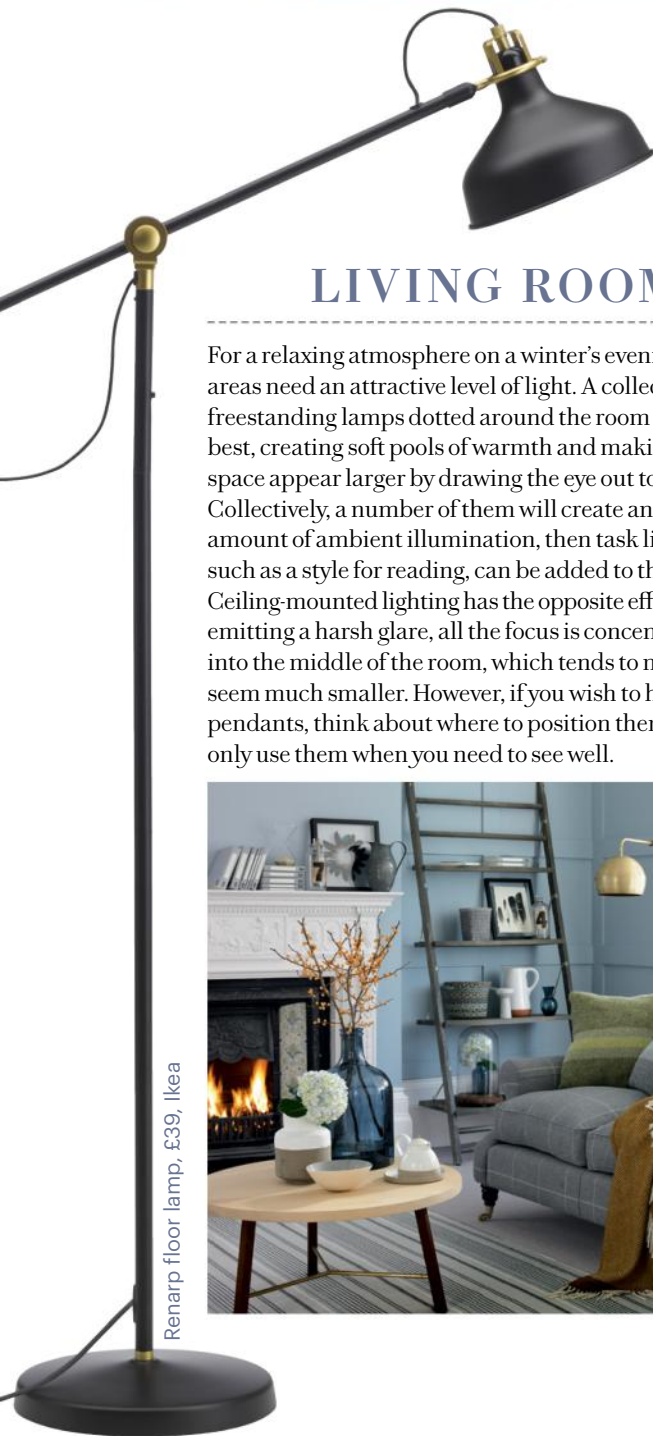 LIVING ROOM
For a relaxing atmosphere on a winter's eveni
areas need an attractive level of light. A collec
freestanding lamps dotted around the room
best, creating soft pools of warmth and maki
space appear larger by drawing the eye out to
Collectively, a number of them will create an
amount of ambient illumination, then task li
such as a style for reading, can be added to th
Ceiling-mounted lighting has the opposite eff
emitting a harsh glare, all the focus is concen
into the middle of the room, which tends to m
seem much smaller. However, if you wish to h
pendants, think about where to position then
only use them when you need to see well.
Renarp floor lamp, £39, Ikea